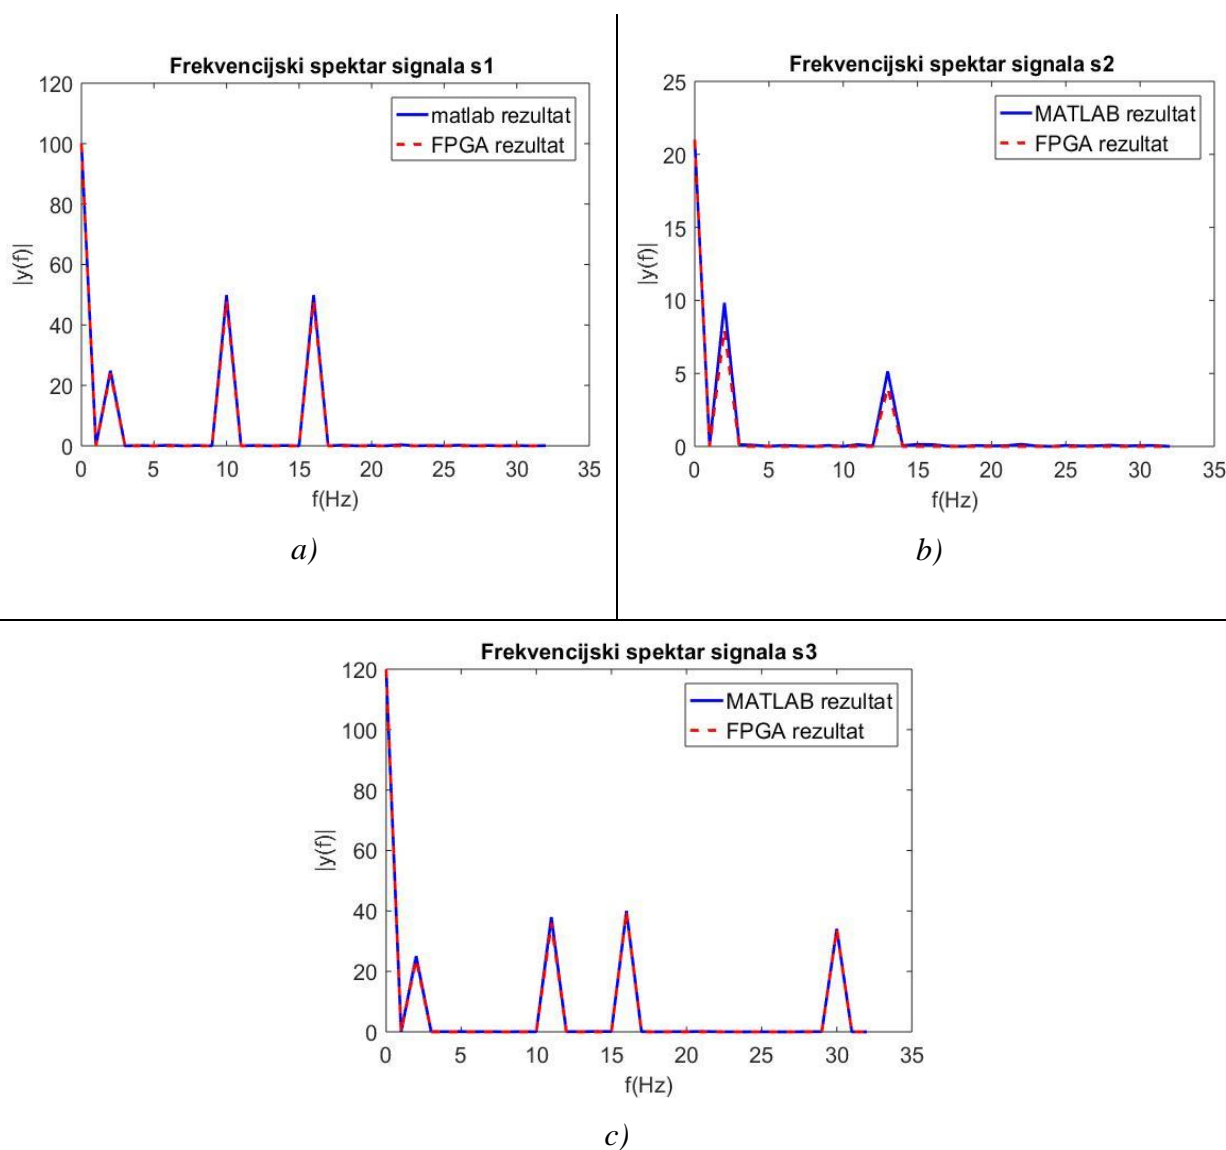 Frekvencijski spektar signala s1
120
100
80
60
40
20
0
|y(f)|
matlab rezultat
FPGA rezultat
0 5 10 15 20 25 30 35
f(Hz)
a)
Frekvencijski spektar signala s2
25
20
15
10
5
0
|y(f)|
MATLAB rezultat
FPGA rezultat
0 5 10 15 20 25 30 35
f(Hz)
b)
Frekvencijski spektar signala s3
120
100
80
60
40
20
0
|y(f)|
MATLAB rezultat
FPGA rezultat
0 5 10 15 20 25 30 35
f(Hz)
c)